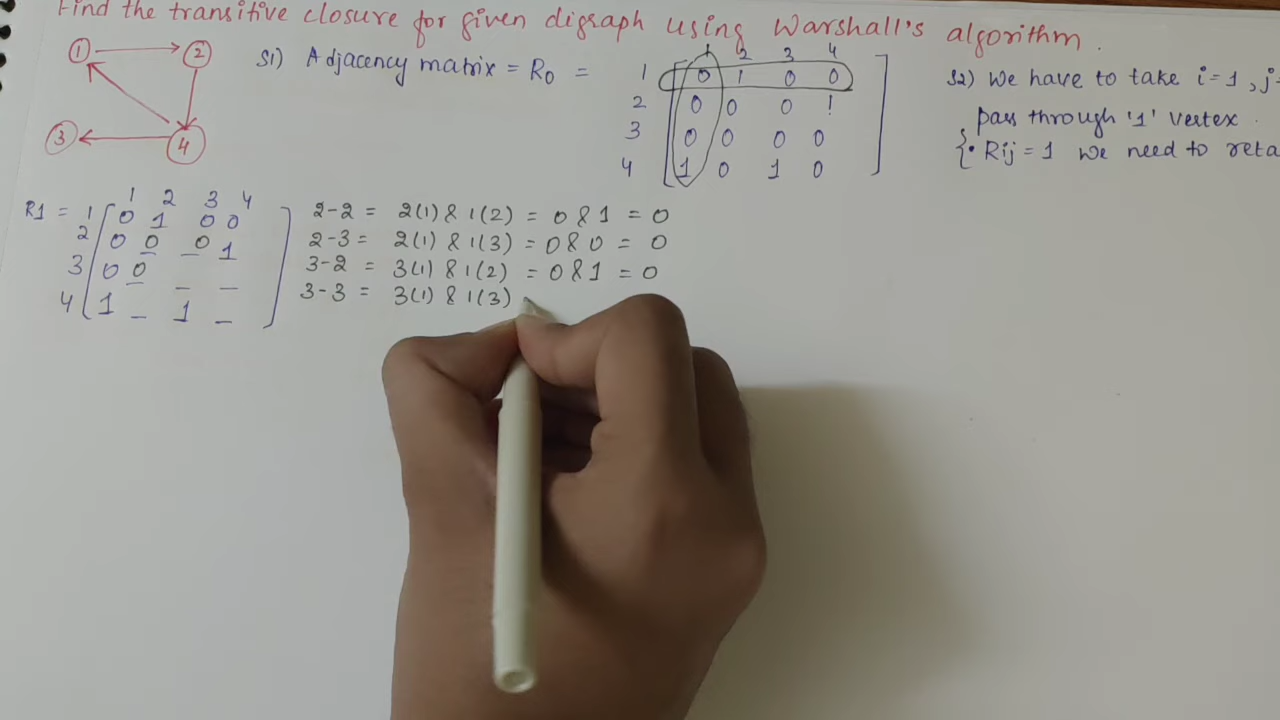 Find the transitive closure for given digraph using Warshall's algorithm.
1 2
3 4
S1) Adjacency matrix = R0 =
1 2 3 4
1 0 1 0 0
2 0 0 0 1
3 0 0 0 0
4 1 0 1 0
S2) We have to take i=1, j=
pass through '1' vertex.
{• Rij = 1 we need to reta
R1 =
1 2 3 4
1 0 1 0 0
2 0 0 0 1
3 0 0 _ _
4 1 _ 1 _
2-2 = 2(1) & 1(2) = 0 & 1 = 0
2-3 = 2(1) & 1(3) = 0 & 0 = 0
3-2 = 3(1) & 1(2) = 0 & 1 = 0
3-3 = 3(1) & 1(3)